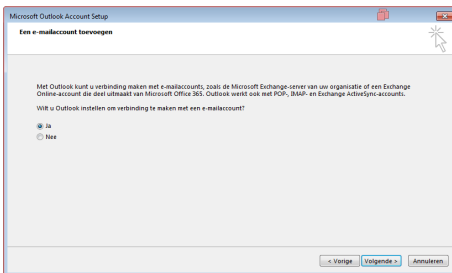 Microsoft Outlook Account Setup
Een e-mailaccount toevoegen
Met Outlook kunt u verbinding maken met e-mailaccounts, zoals de Microsoft Exchange-server van uw organisatie of een Exchange
Online-account die deel uitmaakt van Microsoft Office 365. Outlook werkt ook met POP-, IMAP- en Exchange ActiveSync-accounts.
Wilt u Outlook instellen om verbinding te maken met een e-mailaccount?
Ja
Nee
< Vorige Volgende > Annuleren